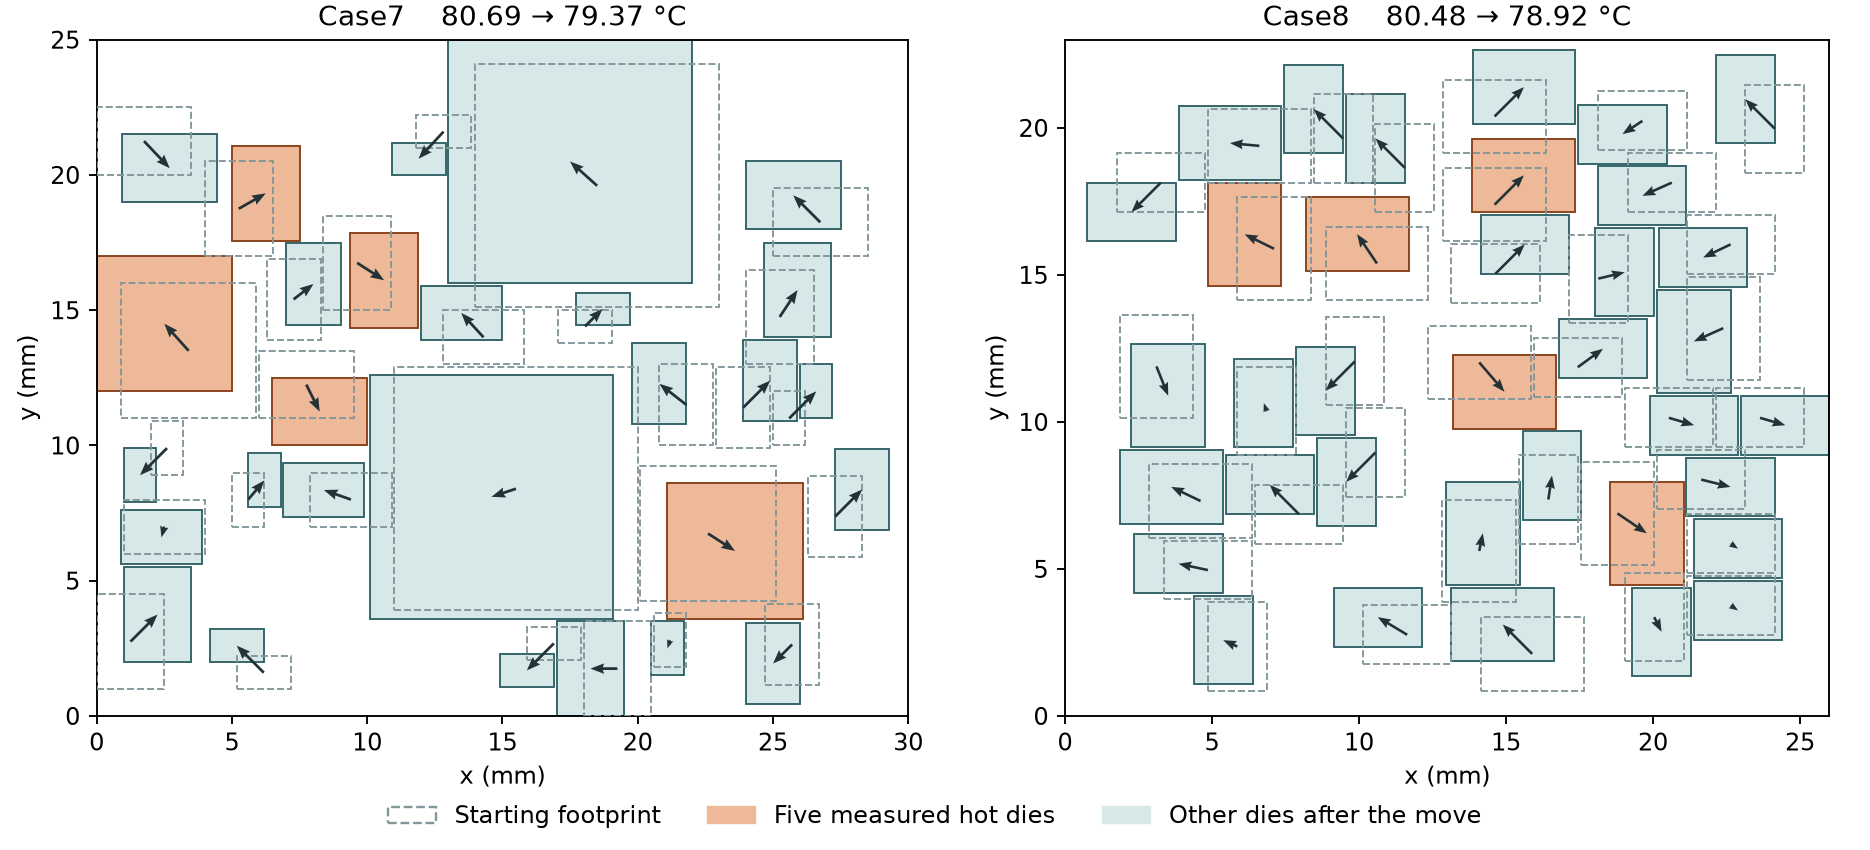 Case7 80.69 → 79.37 °C
Case8 80.48 → 78.92 °C
25
20
15
10
5
0
y (mm)
0 5 10 15 20 25 30
x (mm)
20
15
10
5
0
y (mm)
0 5 10 15 20 25
x (mm)
Starting footprint Five measured hot dies Other dies after the move